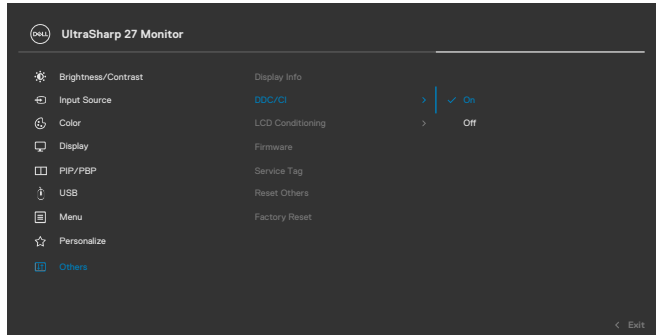 DELL UltraSharp 27 Monitor
Brightness/Contrast
Input Source
Color
Display
PIP/PBP
USB
Menu
Personalize
Others
Display Info
DDC/CI
LCD Conditioning
Firmware
Service Tag
Reset Others
Factory Reset
On
Off
Exit